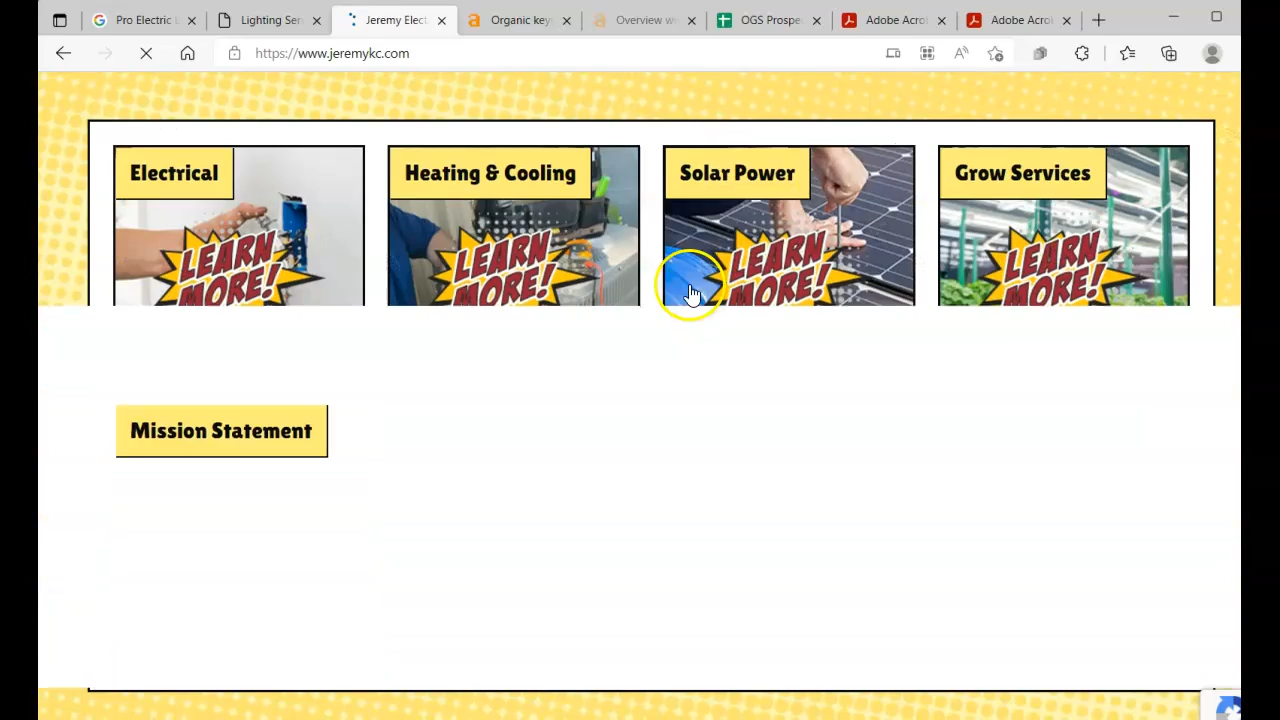 Pro Electric L
Lighting Ser
Jeremy Elect
Organic key
Overview w
OGS Prospe
Adobe Acro
Adobe Acro
https://www.jeremykc.com
Electrical
Heating & Cooling
Solar Power
Grow Services
LEARN
MORE!
LEARN
MORE!
LEARN
MORE!
LEARN
MORE!
Mission Statement